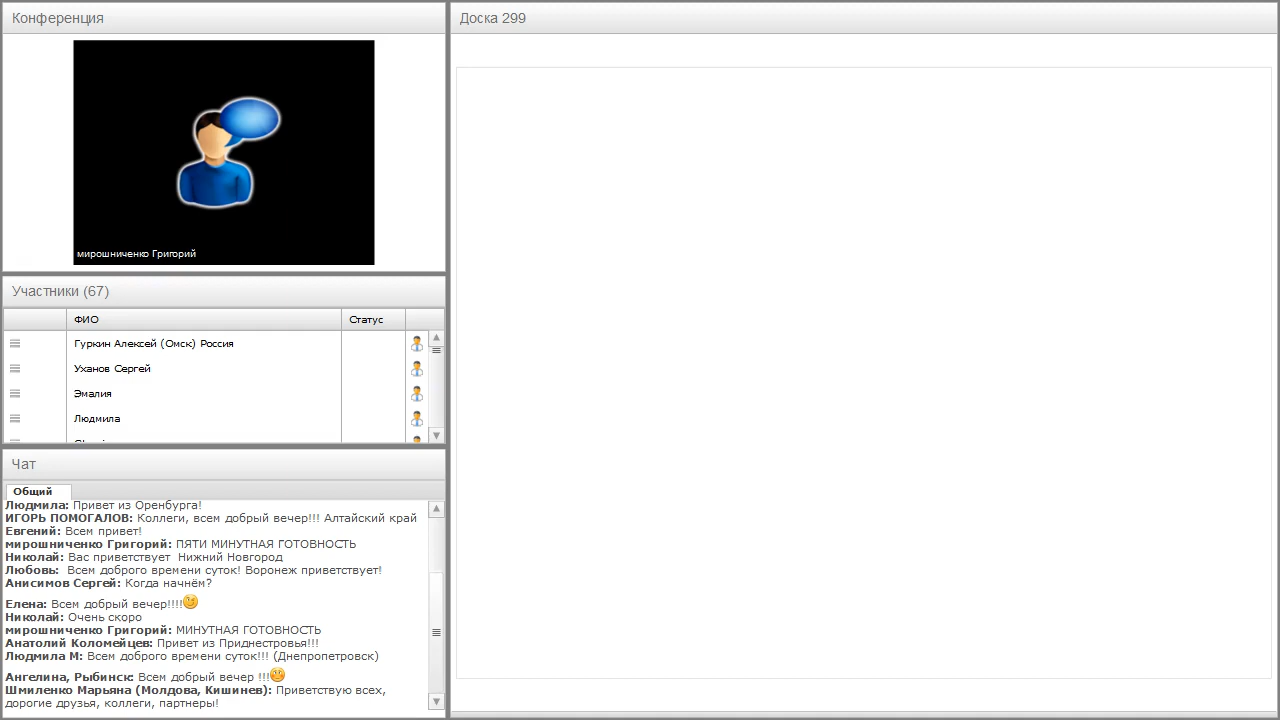 Конференция
мирошниченко Григорий
Участники (67)
ФИО
Статус
Гуркин Алексей (Омск) Россия
Уханов Сергей
Эмалия
Людмила
Чат
Общий
Людмила: Привет из Оренбурга!
ИГОРЬ ПОМОГАЛОВ: Коллеги, всем добрый вечер!!! Алтайский край
Евгений: Всем привет!
мирошниченко Григорий: ПЯТИ МИНУТНАЯ ГОТОВНОСТЬ
Николай: Вас приветствует Нижний Новгород
Любовь: Всем доброго времени суток! Воронеж приветствует!
Анисимов Сергей: Когда начнём?
Елена: Всем добрый вечер!!!!
Николай: Очень скоро
мирошниченко Григорий: МИНУТНАЯ ГОТОВНОСТЬ
Анатолий Коломейцев: Привет из Приднестровья!!!
Людмила М: Всем доброго времени суток!!! (Днепропетровск)
Ангелина, Рыбинск: Всем добрый вечер !!!
Шмиленко Марьяна (Молдова, Кишинев): Приветствую всех,
дорогие друзья, коллеги, партнеры!
Доска 299